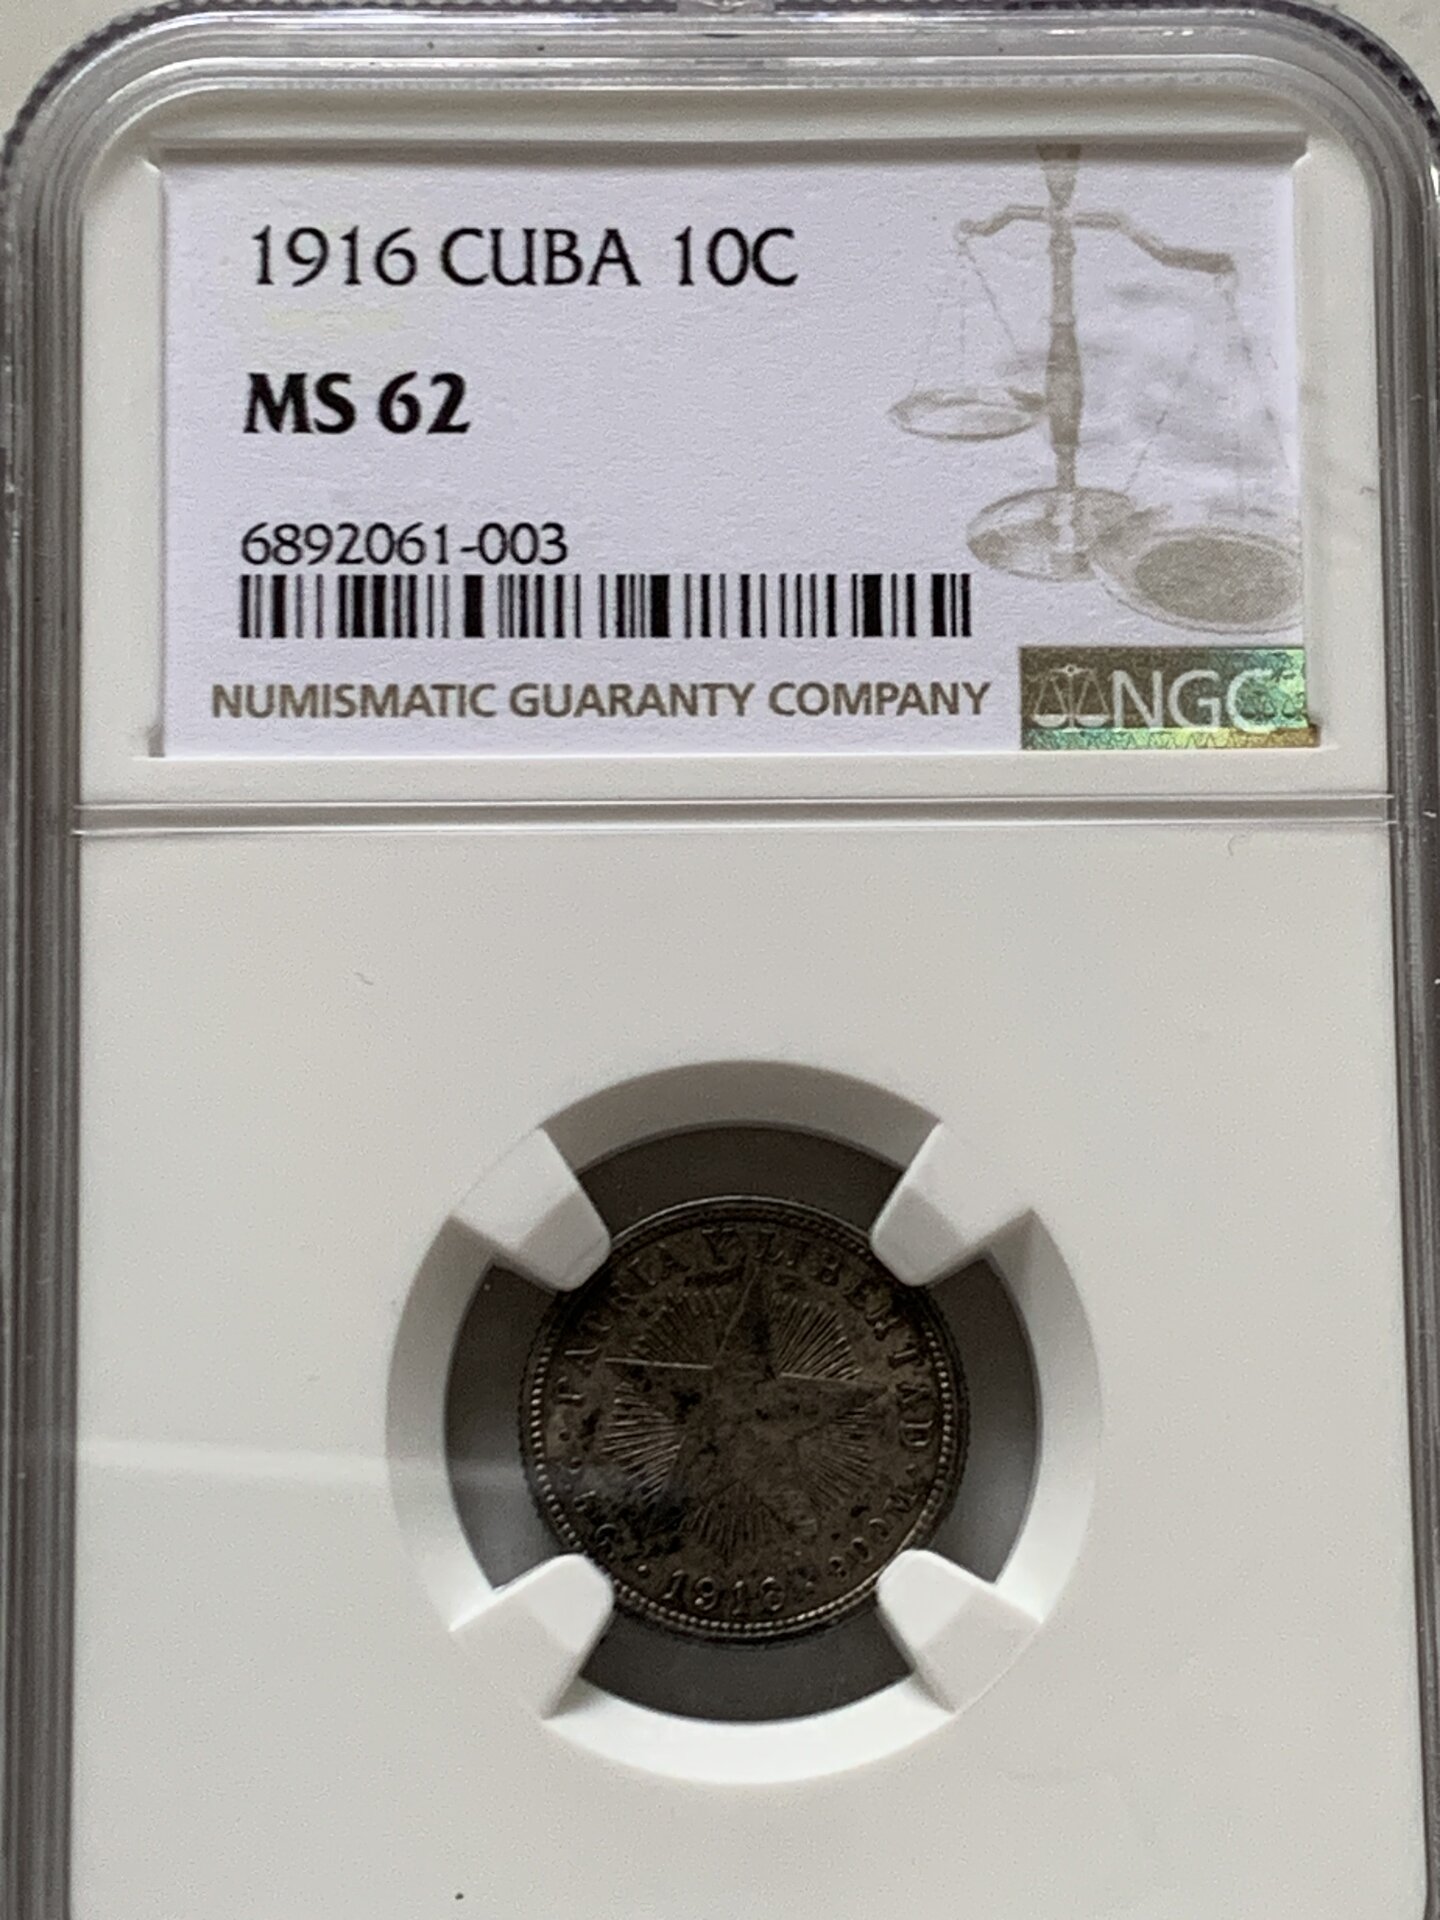 1916 CUBA 10C
MS 62
6892061-003
NUMISMATIC GUARANTY COMPANY
NGC
PATRIA Y LIBERTAD
1916